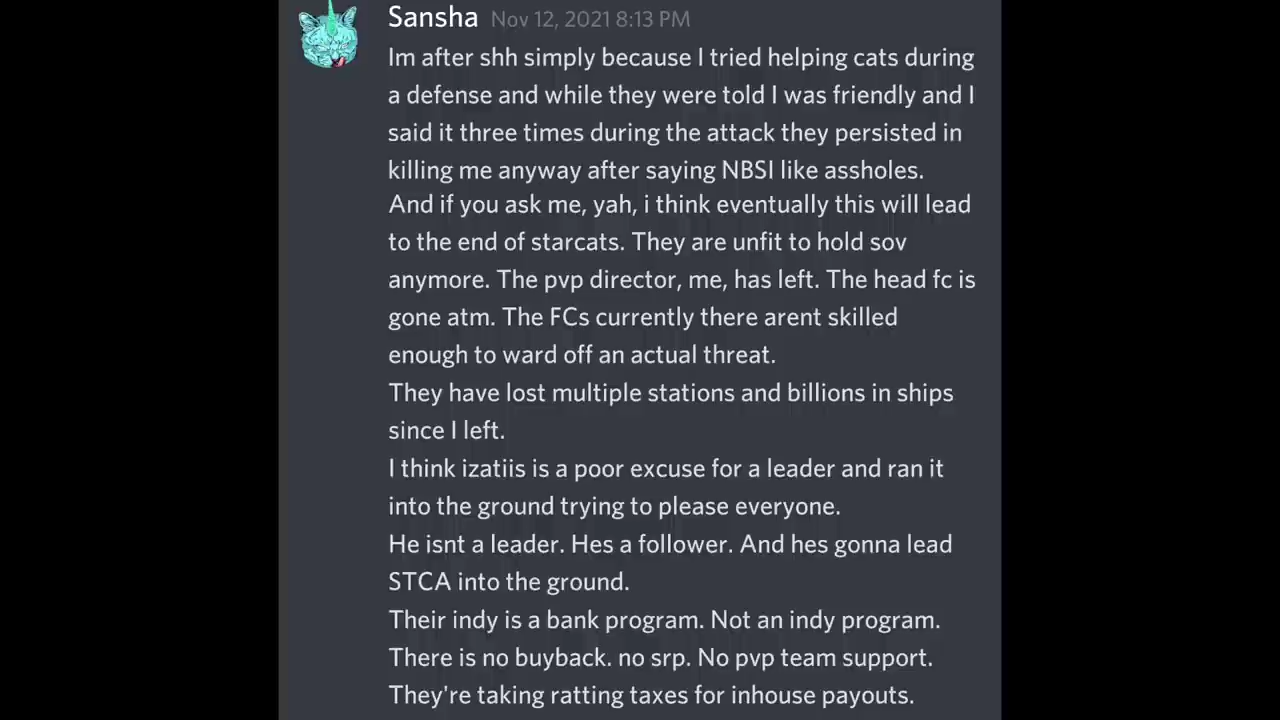 Sansha Nov 12, 2021 8:13 PM
Im after shh simply because I tried helping cats during
a defense and while they were told I was friendly and I
said it three times during the attack they persisted in
killing me anyway after saying NBSI like assholes.
And if you ask me, yah, i think eventually this will lead
to the end of starcats. They are unfit to hold sov
anymore. The pvp director, me, has left. The head fc is
gone atm. The FCs currently there arent skilled
enough to ward off an actual threat.
They have lost multiple stations and billions in ships
since I left.
I think izatiis is a poor excuse for a leader and ran it
into the ground trying to please everyone.
He isnt a leader. Hes a follower. And hes gonna lead
STCA into the ground.
Their indy is a bank program. Not an indy program.
There is no buyback. no srp. No pvp team support.
They're taking ratting taxes for inhouse payouts.